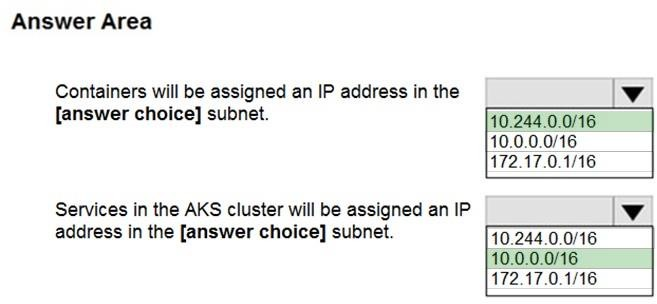 Answer Area
Containers will be assigned an IP address in the
[answer choice] subnet.
10.244.0.0/16
10.0.0.0/16
172.17.0.1/16
Services in the AKS cluster will be assigned an IP
address in the [answer choice] subnet.
10.244.0.0/16
10.0.0.0/16
172.17.0.1/16